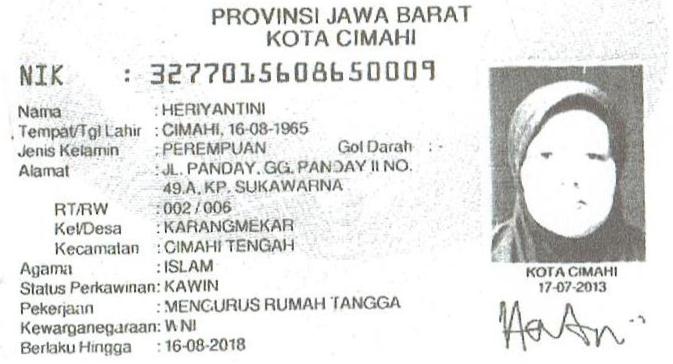 PROVINSI JAWA BARAT
KOTA CIMAHI
NIK : 3277015608650009
Nama : HERIYANTINI
Tempat/Tgl Lahir : CIMAHI, 16-08-1965
Jenis Kelamin : PEREMPUAN Gol Darah : -
Alamat : JL. PANDAY. GG. PANDAY II NO.
49.A, KP. SUKAWARNA
RT/RW : 002 / 006
Kel/Desa : KARANGMEKAR
Kecamatan : CIMAHI TENGAH
Agama : ISLAM
Status Perkawinan: KAWIN
Pekerjaan : MENGURUS RUMAH TANGGA
Kewarganegaraan: WNI
Berlaku Hingga : 16-08-2018
KOTA CIMAHI
17-07-2013